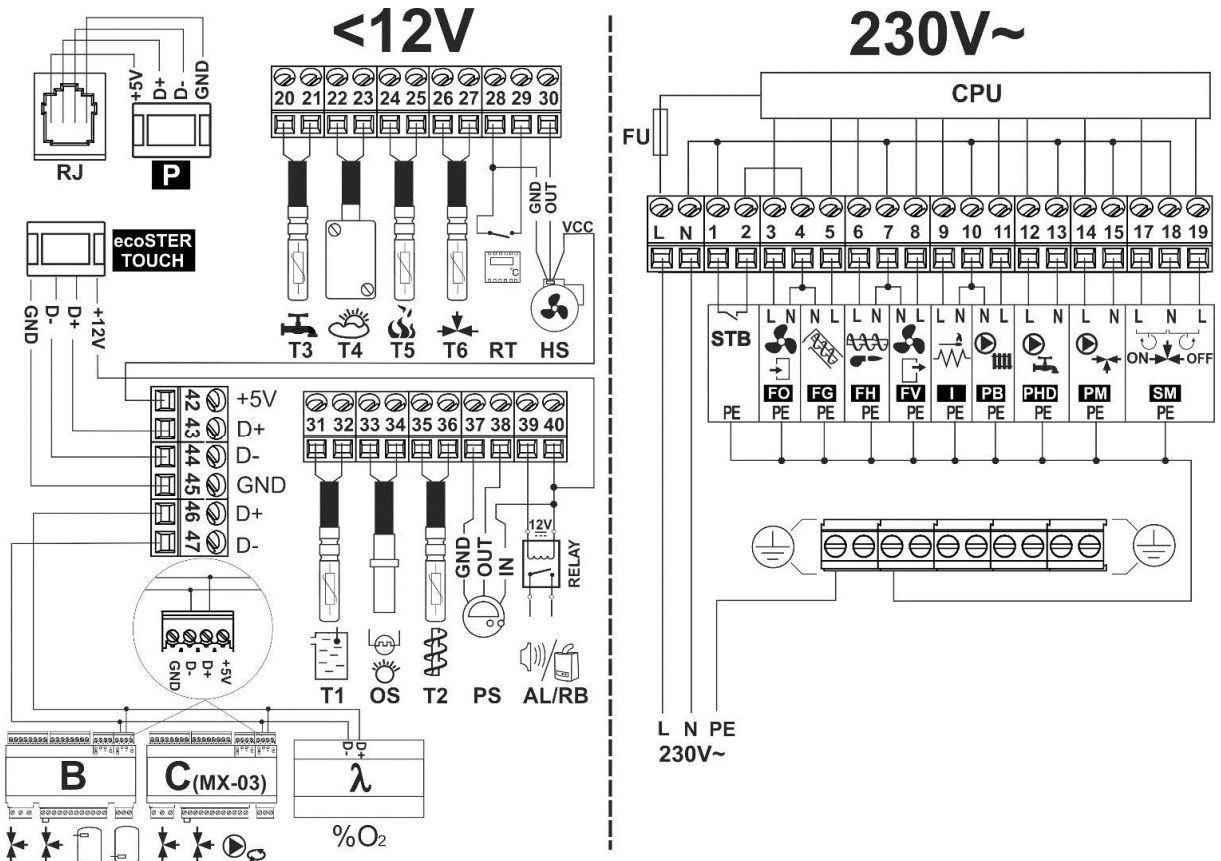 <12V
230V~
+5V
D+
D-
GND
RJ
P
ecoSTER
TOUCH
GND
D-
D+
+12V
20 21 22 23 24 25 26 27 28 29 30
GND
OUT
VCC
°C
T3 T4 T5 T6 RT HS
42 +5V
43 D+
44 D-
45 GND
46 D+
47 D-
31 32 33 34 35 36 37 38 39 40
GND
OUT
IN
12V
RELAY
T1 OS T2 PS AL/RB
GND
D-
D+
+5V
B
C(MX-03)
D-
D+
λ
%O2
CPU
FU
L N 1 2 3 4 5 6 7 8 9 10 11 12 13 14 15 17 18 19
STB
L N L L N L L N L L N L N L N L
ON OFF
FO FG FH FV I PB PHD PM SM
PE PE PE PE PE PE PE PE PE PE
L N PE
230V~